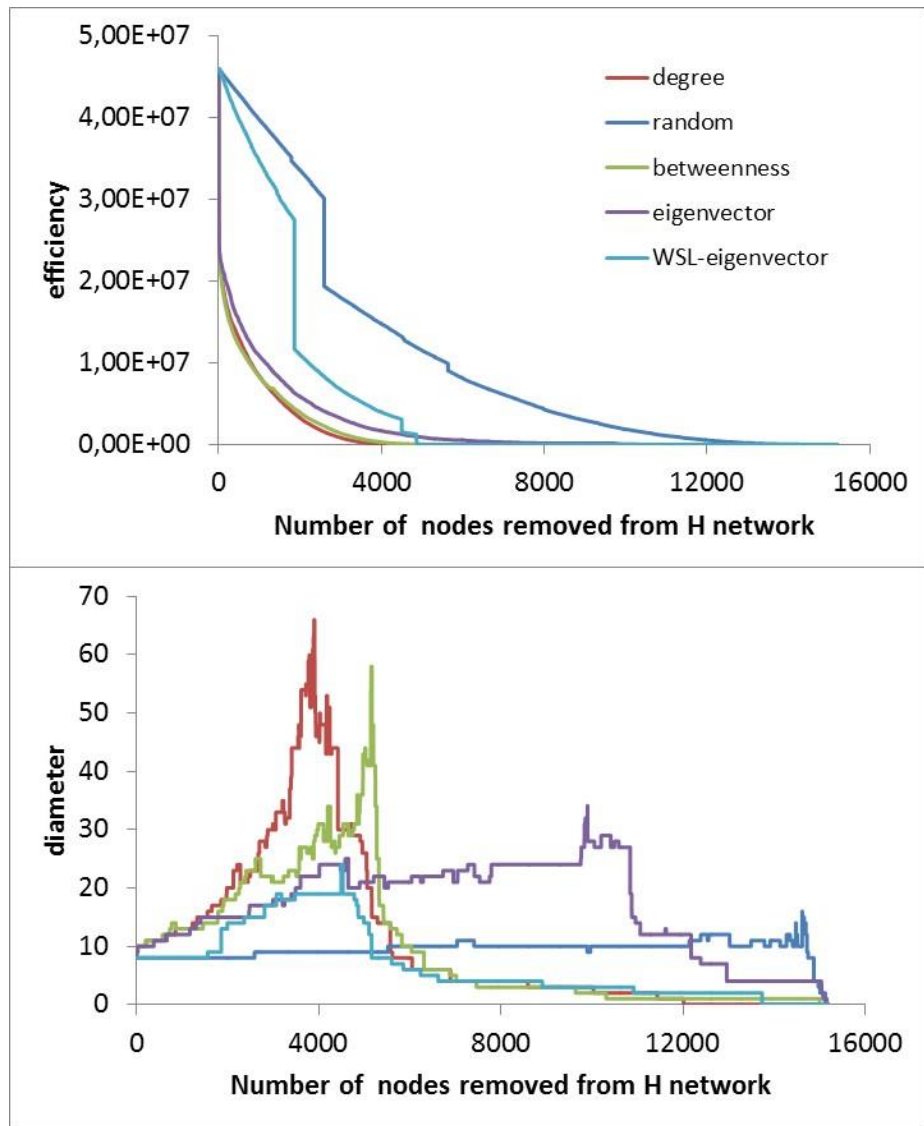 5,00E+07
4,00E+07
3,00E+07
2,00E+07
1,00E+07
0,00E+00
efficiency
degree
random
betweenness
eigenvector
WSL-eigenvector
0 4000 8000 12000 16000
Number of nodes removed from H network
70
60
50
40
30
20
10
0
diameter
0 4000 8000 12000 16000
Number of nodes removed from H network